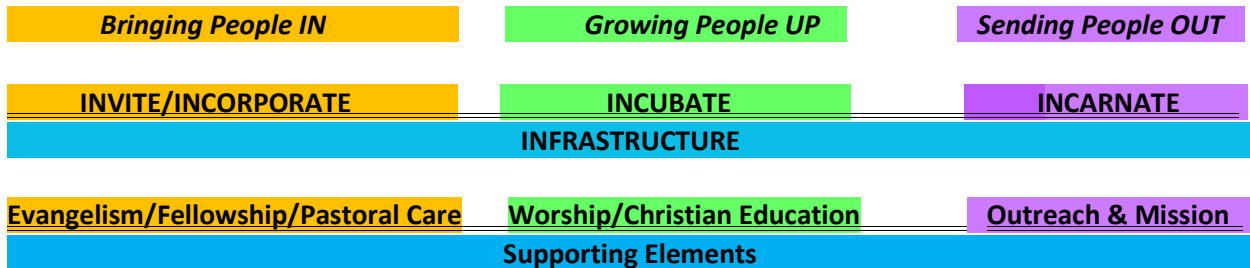 Bringing People IN Growing People UP Sending People OUT
INVITE/INCORPORATE INCUBATE INCARNATE
INFRASTRUCTURE
Evangelism/Fellowship/Pastoral Care Worship/Christian Education Outreach & Mission
Supporting Elements